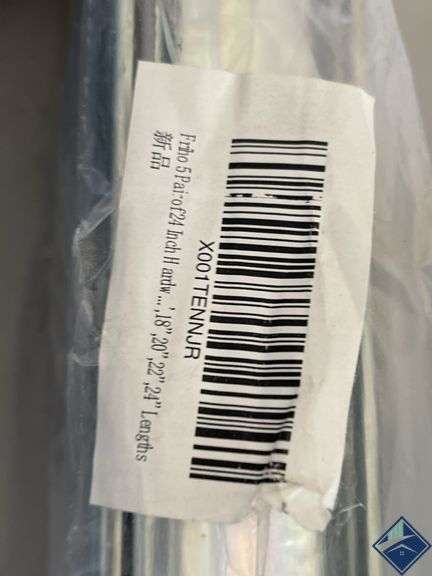 X001TENNJR
Friho 5 Pair of 24 Inch Hardw... ',18",20",22",24" Lengths
新品